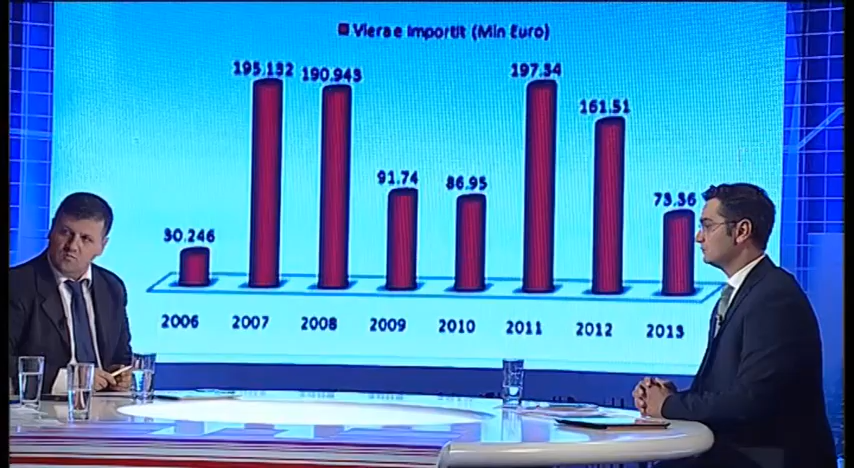 Vlerae Importit (Mln Euro)
195.132 190.943 197.34
161.51
91.74 86.95 73.36
30.246
2006 2007 2008 2009 2010 2011 2012 2013